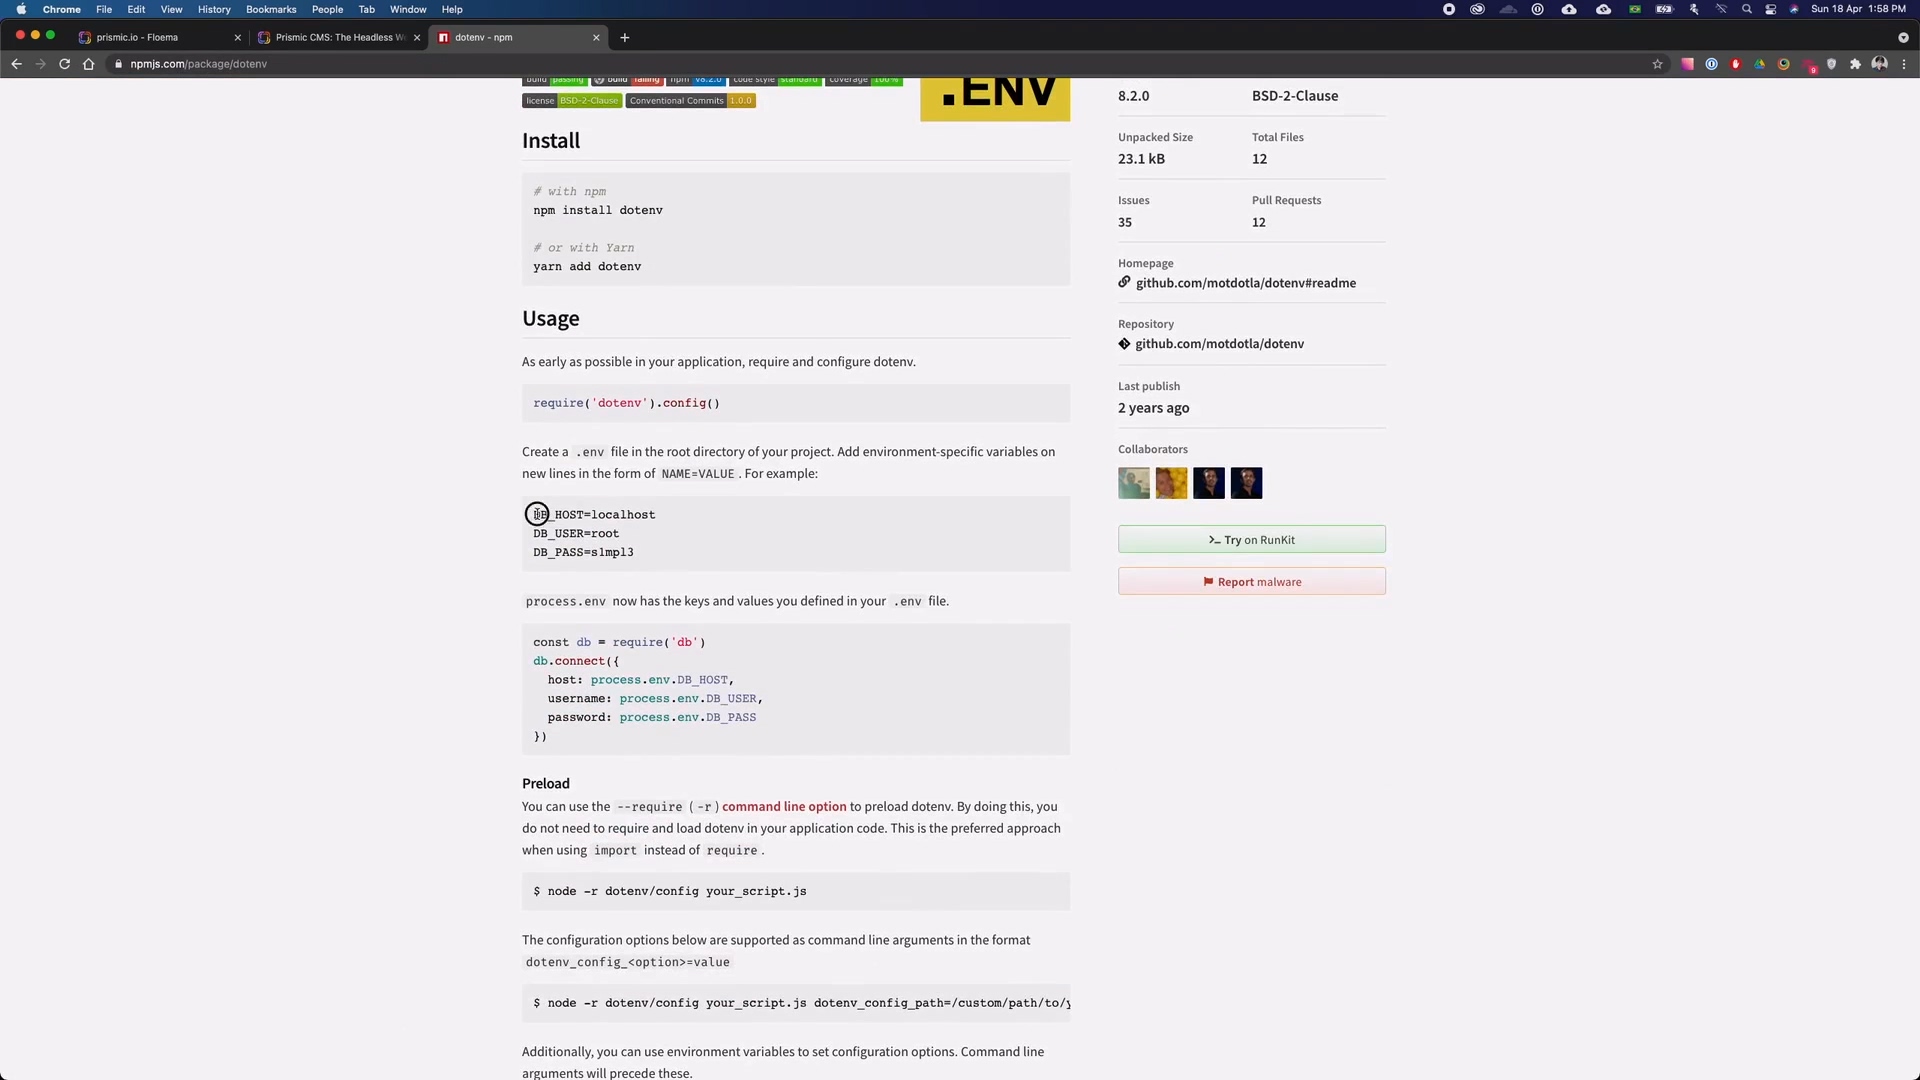 Chrome File Edit View History Bookmarks People Tab Window Help
Sun 18 Apr 1:58 PM
prismic.io - Floema
Prismic CMS: The Headless W
dotenv - npm
npmjs.com/package/dotenv
9
build passing build failing npm v8.2.0 code style standard coverage 100%
license BSD-2-Clause Conventional Commits 1.0.0
.ENV
Install
# with npm
npm install dotenv
# or with Yarn
yarn add dotenv
Usage
As early as possible in your application, require and configure dotenv.
require('dotenv').config()
Create a .env file in the root directory of your project. Add environment-specific variables on
new lines in the form of NAME=VALUE. For example:
DB_HOST=localhost
DB_USER=root
DB_PASS=s1mpl3
process.env now has the keys and values you defined in your .env file.
const db = require('db')
db.connect({
host: process.env.DB_HOST,
username: process.env.DB_USER,
password: process.env.DB_PASS
})
Preload
You can use the --require (-r) command line option to preload dotenv. By doing this, you
do not need to require and load dotenv in your application code. This is the preferred approach
when using import instead of require.
$ node -r dotenv/config your_script.js
The configuration options below are supported as command line arguments in the format
dotenv_config_<option>=value
$ node -r dotenv/config your_script.js dotenv_config_path=/custom/path/to/y
Additionally, you can use environment variables to set configuration options. Command line
arguments will precede these.
8.2.0 BSD-2-Clause
Unpacked Size Total Files
23.1 kB 12
Issues Pull Requests
35 12
Homepage
github.com/motdotla/dotenv#readme
Repository
github.com/motdotla/dotenv
Last publish
2 years ago
Collaborators
Try on RunKit
Report malware